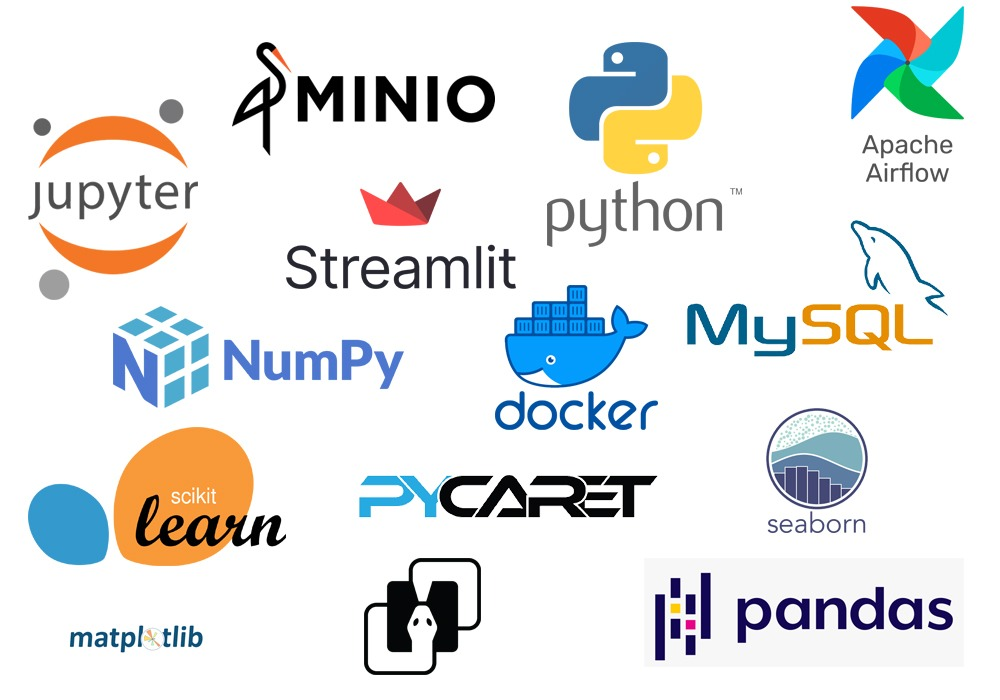 MINIO
python™
Apache
Airflow
jupyter
Streamlit
MySQL
N NumPy
docker
scikit
learn
PYCARET
seaborn
matplotlib
pandas